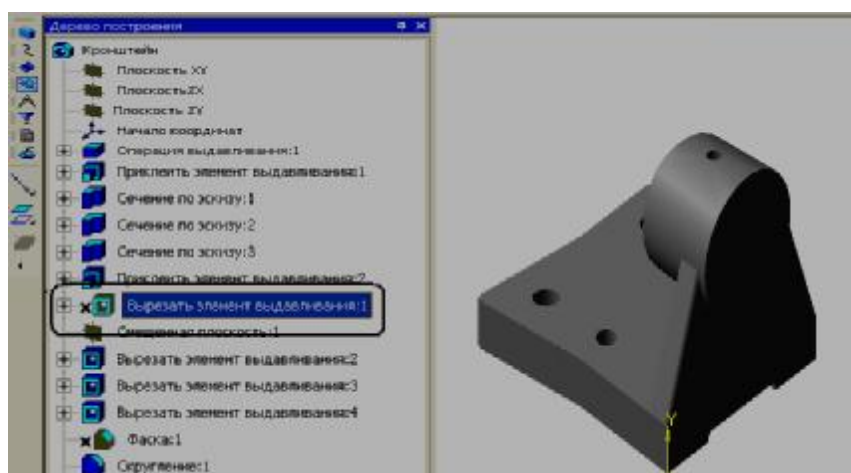 Дерево построения
Кронштейн
Плоскость XY
Плоскость ZX
Плоскость ZY
Начало координат
Операция выдавливания:1
Приклеить элемент выдавливания:1
Сечение по эскизу:1
Сечение по эскизу:2
Сечение по эскизу:3
Приклеить элемент выдавливания:2
Вырезать элемент выдавливания:1
Смещенная плоскость:1
Вырезать элемент выдавливания:2
Вырезать элемент выдавливания:3
Вырезать элемент выдавливания:4
Фаска:1
Скругление:1
Y